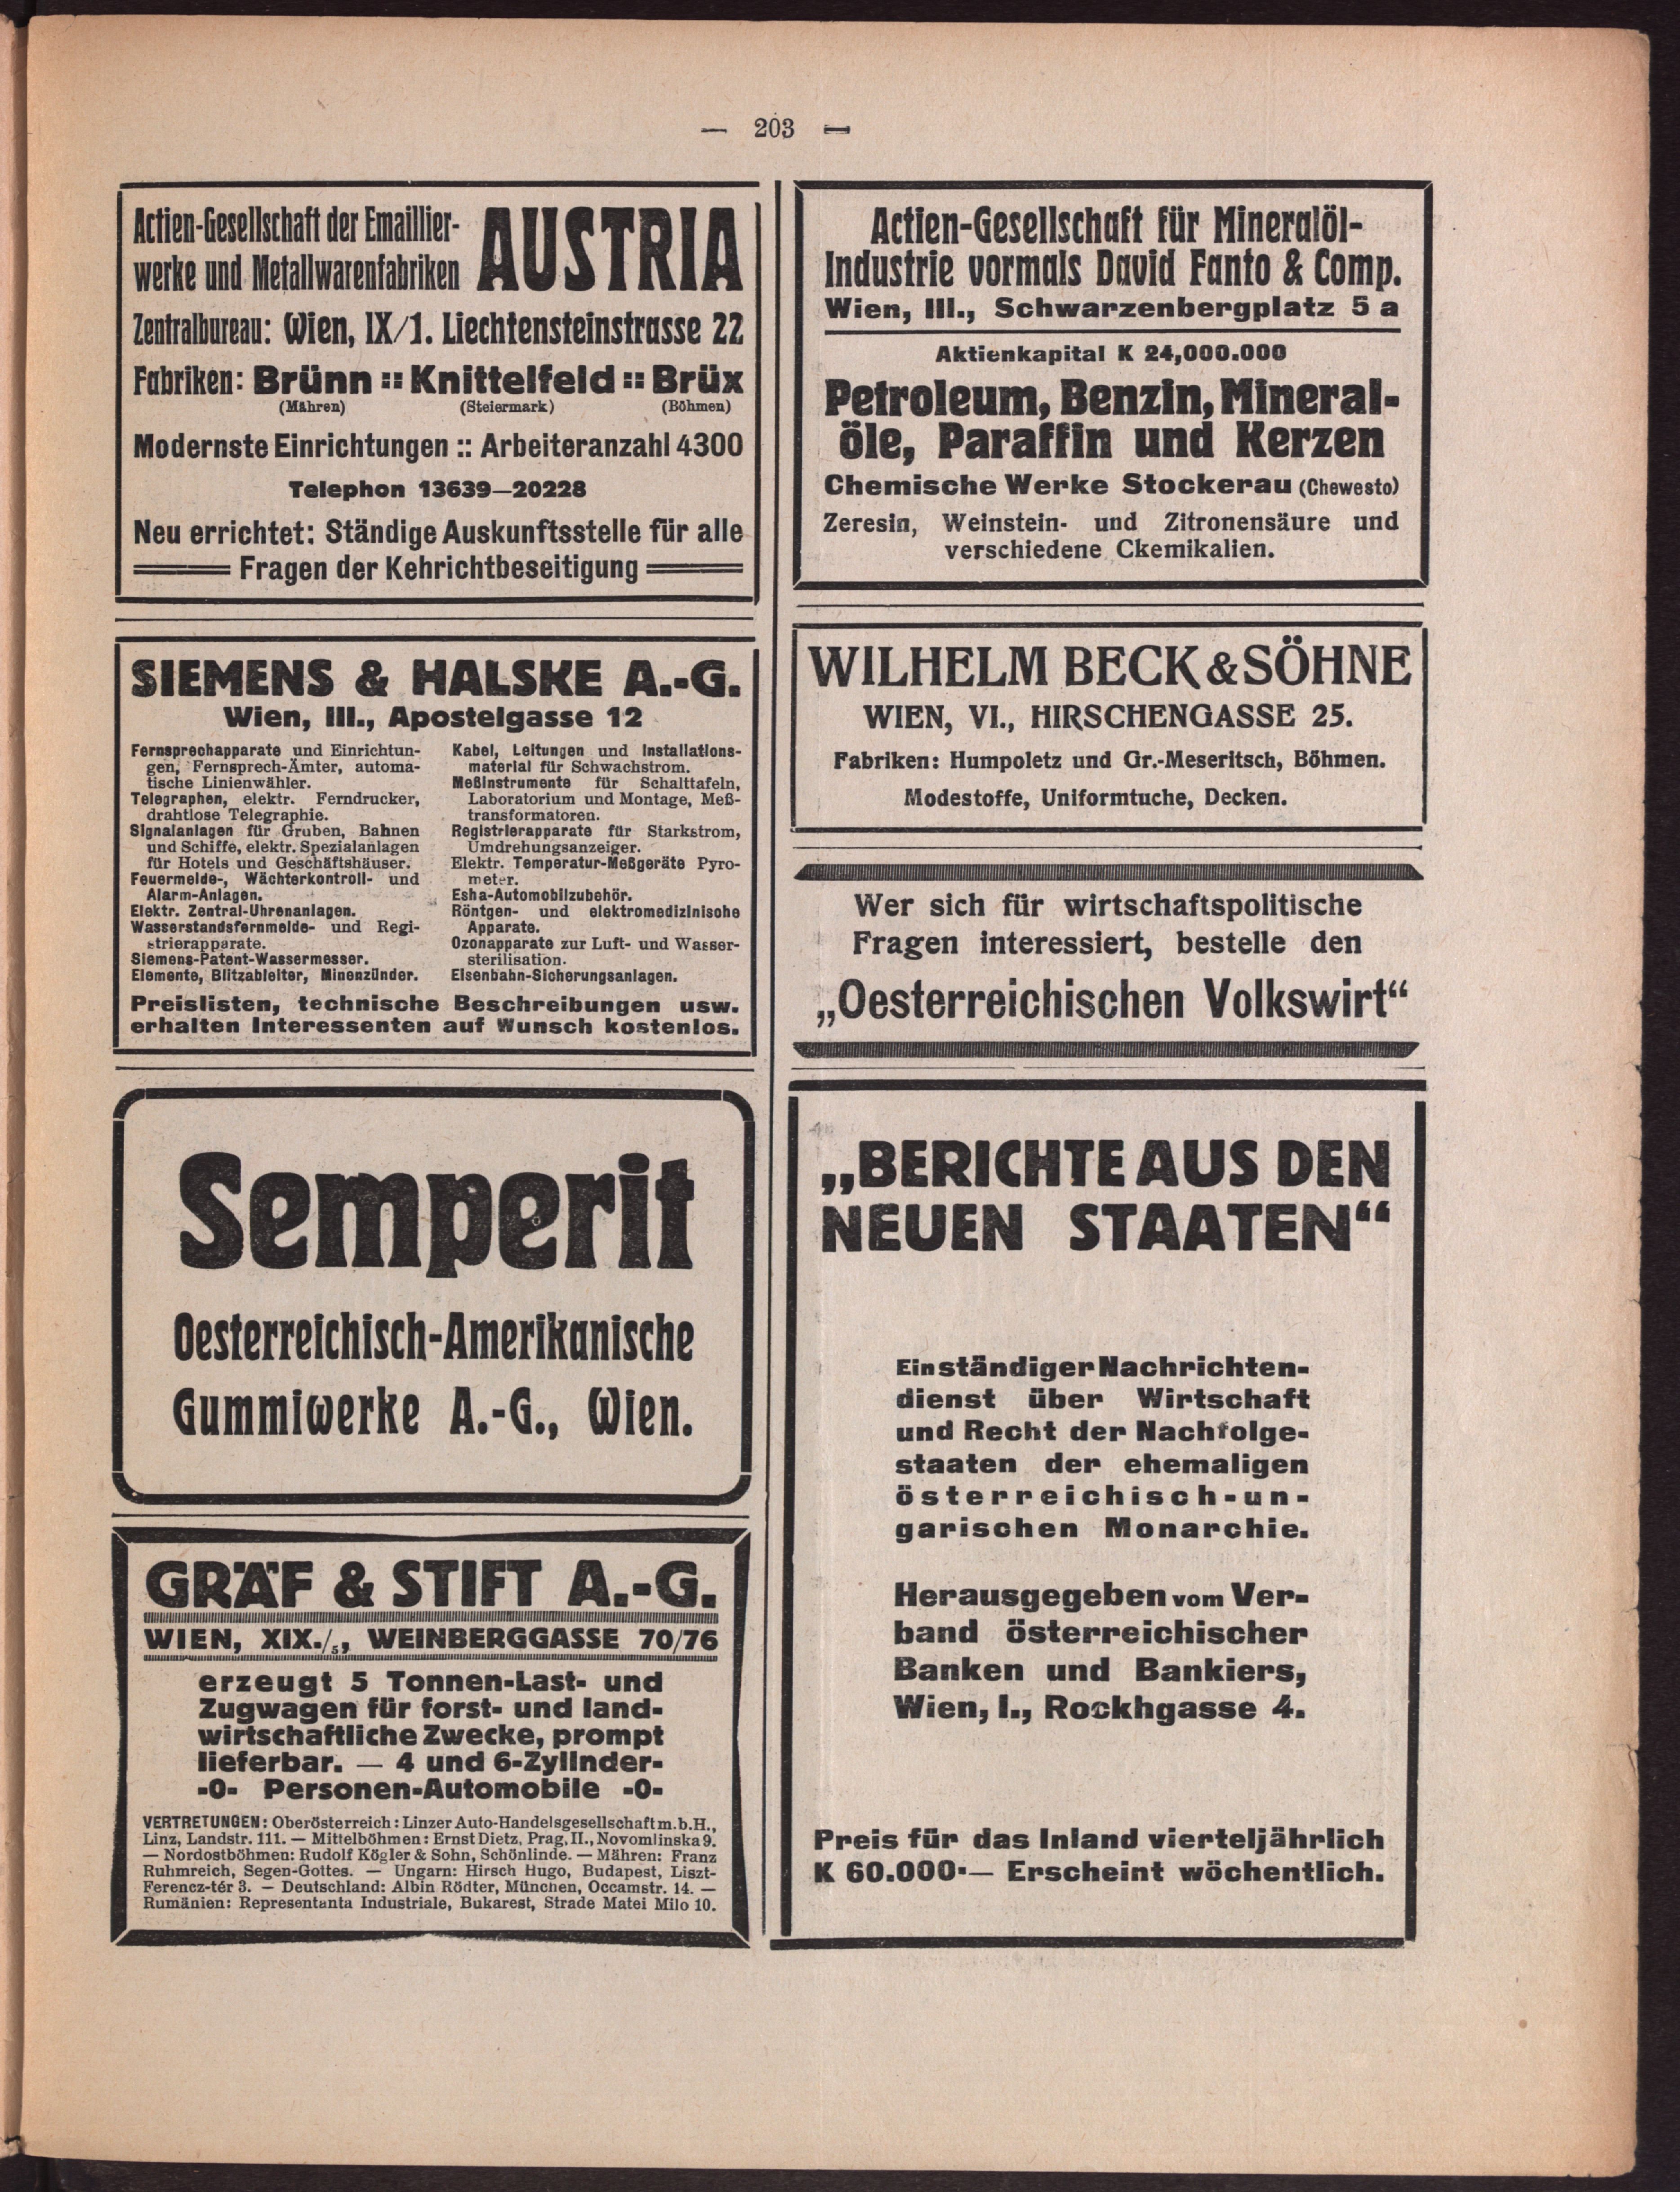 — 203 —
Actien-Gesellschaft der Emaillier-
werke und Metallwarenfabriken
AUSTRIA
Zentralbureau: Wien, IX/1. Liechtensteinstrasse 22
Fabriken: Brünn :: Knittelfeld :: Brüx
(Mähren) (Steiermark) (Böhmen)
Modernste Einrichtungen :: Arbeiteranzahl 4300
Telephon 13639—20228
Neu errichtet: Ständige Auskunftsstelle für alle
Fragen der Kehrichtbeseitigung
SIEMENS & HALSKE A.-G.
Wien, III., Apostelgasse 12
Fernsprechapparate und Einrichtun-
gen, Fernsprech-Ämter, automa-
tische Linienwähler.
Telegraphen, elektr. Ferndrucker,
drahtlose Telegraphie.
Signalanlagen für Gruben, Bahnen
und Schiffe, elektr. Spezialanlagen
für Hotels und Geschäftshäuser.
Feuermelde-, Wächterkontroll- und
Alarm-Anlagen.
Elektr. Zentral-Uhrenanlagen.
Wasserstandsfernmelde- und Regi-
strierapparate.
Siemens-Patent-Wassermesser.
Elemente, Blitzableiter, Minenzünder.
Kabel, Leitungen und Installations-
material für Schwachstrom.
Meßinstrumente für Schalttafeln,
Laboratorium und Montage, Meß-
transformatoren.
Registrierapparate für Starkstrom,
Umdrehungsanzeiger.
Elektr. Temperatur-Meßgeräte Pyro-
meter.
Esha-Automobilzubehör.
Röntgen- und elektromedizinische
Apparate.
Ozonapparate zur Luft- und Wasser-
sterilisation.
Eisenbahn-Sicherungsanlagen.
Preislisten, technische Beschreibungen usw.
erhalten Interessenten auf Wunsch kostenlos.
Semperit
Oesterreichisch-Amerikanische
Gummiwerke A.-G., Wien.
GRÄF & STIFT A.-G.
WIEN, XIX./5, WEINBERGGASSE 70/76
erzeugt 5 Tonnen-Last- und
Zugwagen für forst- und land-
wirtschaftliche Zwecke, prompt
lieferbar. — 4 und 6-Zylinder-
-0- Personen-Automobile -0-
VERTRETUNGEN: Oberösterreich: Linzer Auto-Handelsgesellschaft m. b. H.,
Linz, Landstr. 111. — Mittelböhmen: Ernst Dietz, Prag, II., Novomlinska 9.
— Nordostböhmen: Rudolf Kögler & Sohn, Schönlinde. — Mähren: Franz
Ruhmreich, Segen-Gottes. — Ungarn: Hirsch Hugo, Budapest, Liszt-
Ferencz-tér 3. — Deutschland: Albin Rödter, München, Occamstr. 14. —
Rumänien: Representanta Industriale, Bukarest, Strade Matei Milo 10.
Actien-Gesellschaft für Mineralöl-
Industrie vormals David Fanto & Comp.
Wien, III., Schwarzenbergplatz 5 a
Aktienkapital K 24,000.000
Petroleum, Benzin, Mineral-
öle, Paraffin und Kerzen
Chemische Werke Stockerau (Chewesto)
Zeresin, Weinstein- und Zitronensäure und
verschiedene Ckemikalien.
WILHELM BECK & SÖHNE
WIEN, VI., HIRSCHENGASSE 25.
Fabriken: Humpoletz und Gr.-Meseritsch, Böhmen.
Modestoffe, Uniformtuche, Decken.
Wer sich für wirtschaftspolitische
Fragen interessiert, bestelle den
„Oesterreichischen Volkswirt“
„BERICHTE AUS DEN
NEUEN STAATEN“
Ein ständiger Nachrichten-
dienst über Wirtschaft
und Recht der Nachfolge-
staaten der ehemaligen
österreichisch-un-
garischen Monarchie.
Herausgegeben vom Ver-
band österreichischer
Banken und Bankiers,
Wien, I., Rockhgasse 4.
Preis für das Inland vierteljährlich
K 60.000·— Erscheint wöchentlich.